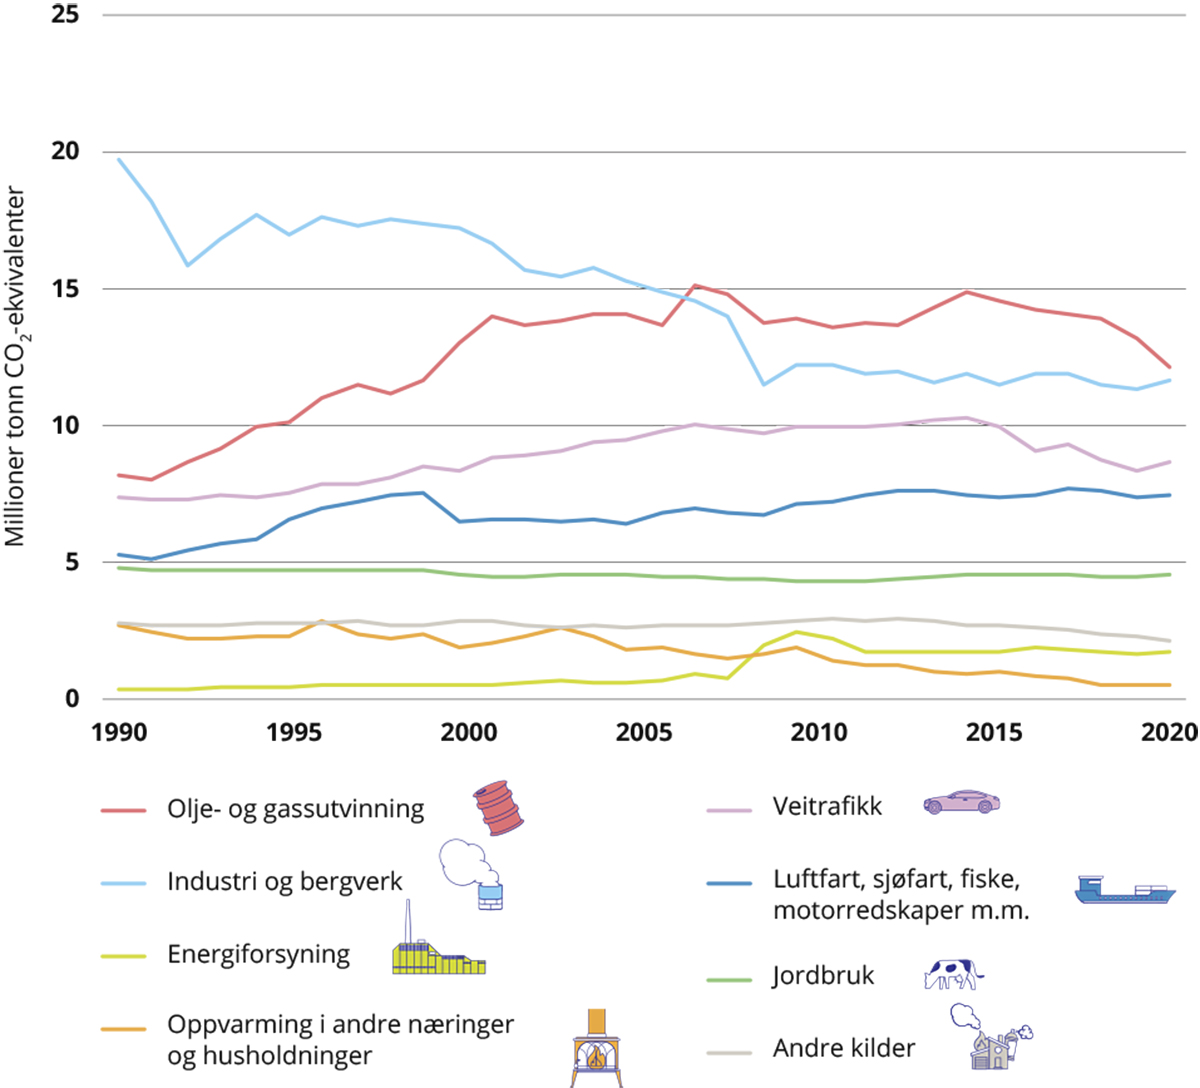 Millioner tonn CO₂-ekvivalenter
25
20
15
10
5
0
1990 1995 2000 2005 2010 2015 2020
Olje- og gassutvinning
Industri og bergverk
Energiforsyning
Oppvarming i andre næringer
og husholdninger
Veitrafikk
Luftfart, sjøfart, fiske,
motorredskaper m.m.
Jordbruk
Andre kilder